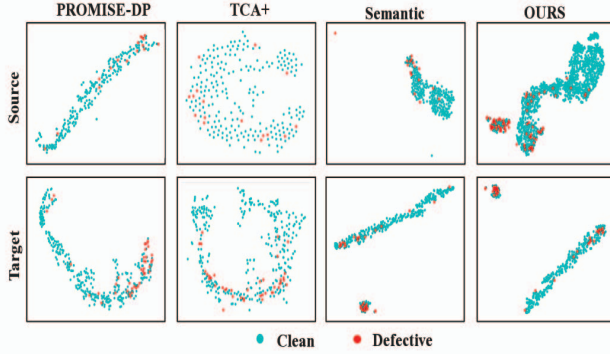 PROMISE-DP TCA+ Semantic OURS
Source
Target
Clean Defective